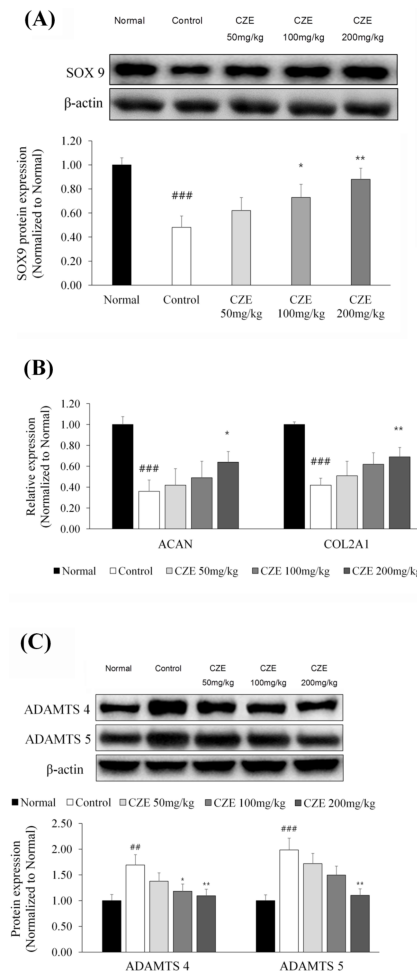 (A)
Normal Control CZE CZE CZE
50mg/kg 100mg/kg 200mg/kg
SOX 9
β-actin
SOX9 protein expression
(Normalized to Normal)
1.20
1.00
0.80
0.60
0.40
0.20
0.00
###
*
**
Normal Control CZE CZE CZE
50mg/kg 100mg/kg 200mg/kg
(B)
Relative expression
(Normalized to Normal)
1.20
1.00
0.80
0.60
0.40
0.20
0.00
###
*
###
**
ACAN COL2A1
Normal Control CZE 50mg/kg CZE 100mg/kg CZE 200mg/kg
(C)
Normal Control CZE CZE CZE
50mg/kg 100mg/kg 200mg/kg
ADAMTS 4
ADAMTS 5
β-actin
Normal Control CZE 50mg/kg CZE 100mg/kg CZE 200mg/kg
Protein expression
(Normalized to Normal)
2.50
2.00
1.50
1.00
0.50
0.00
##
*
**
###
**
ADAMTS 4 ADAMTS 5